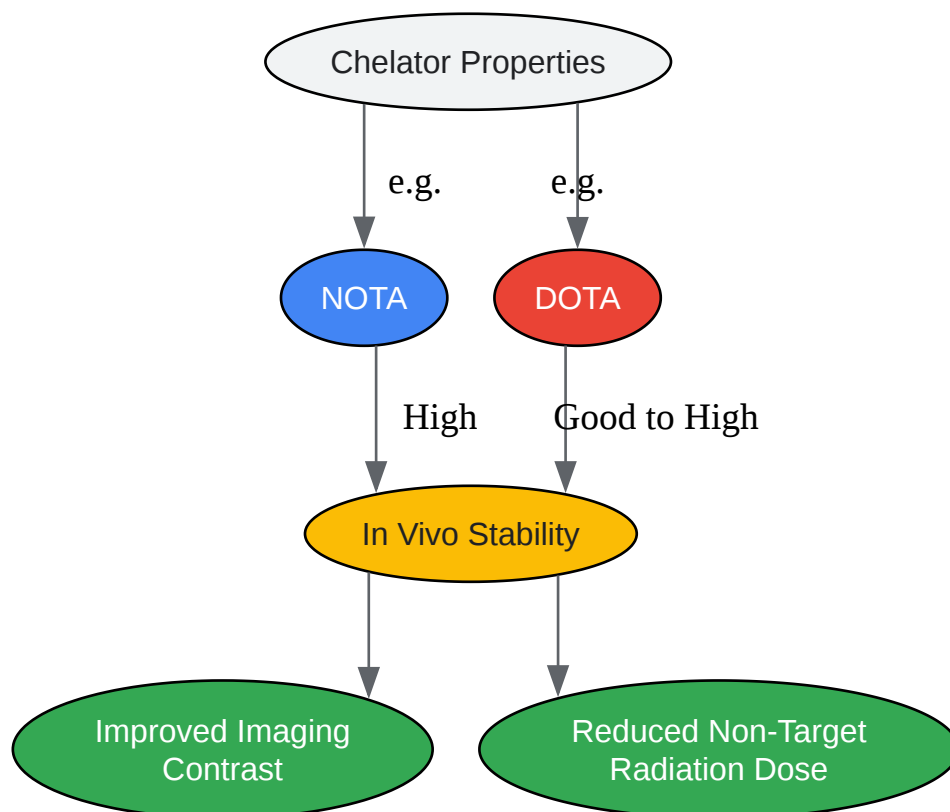 Chelator Properties
e.g.
e.g.
NOTA
DOTA
High
Good to High
In Vivo Stability
Improved Imaging
Contrast
Reduced Non-Target
Radiation Dose